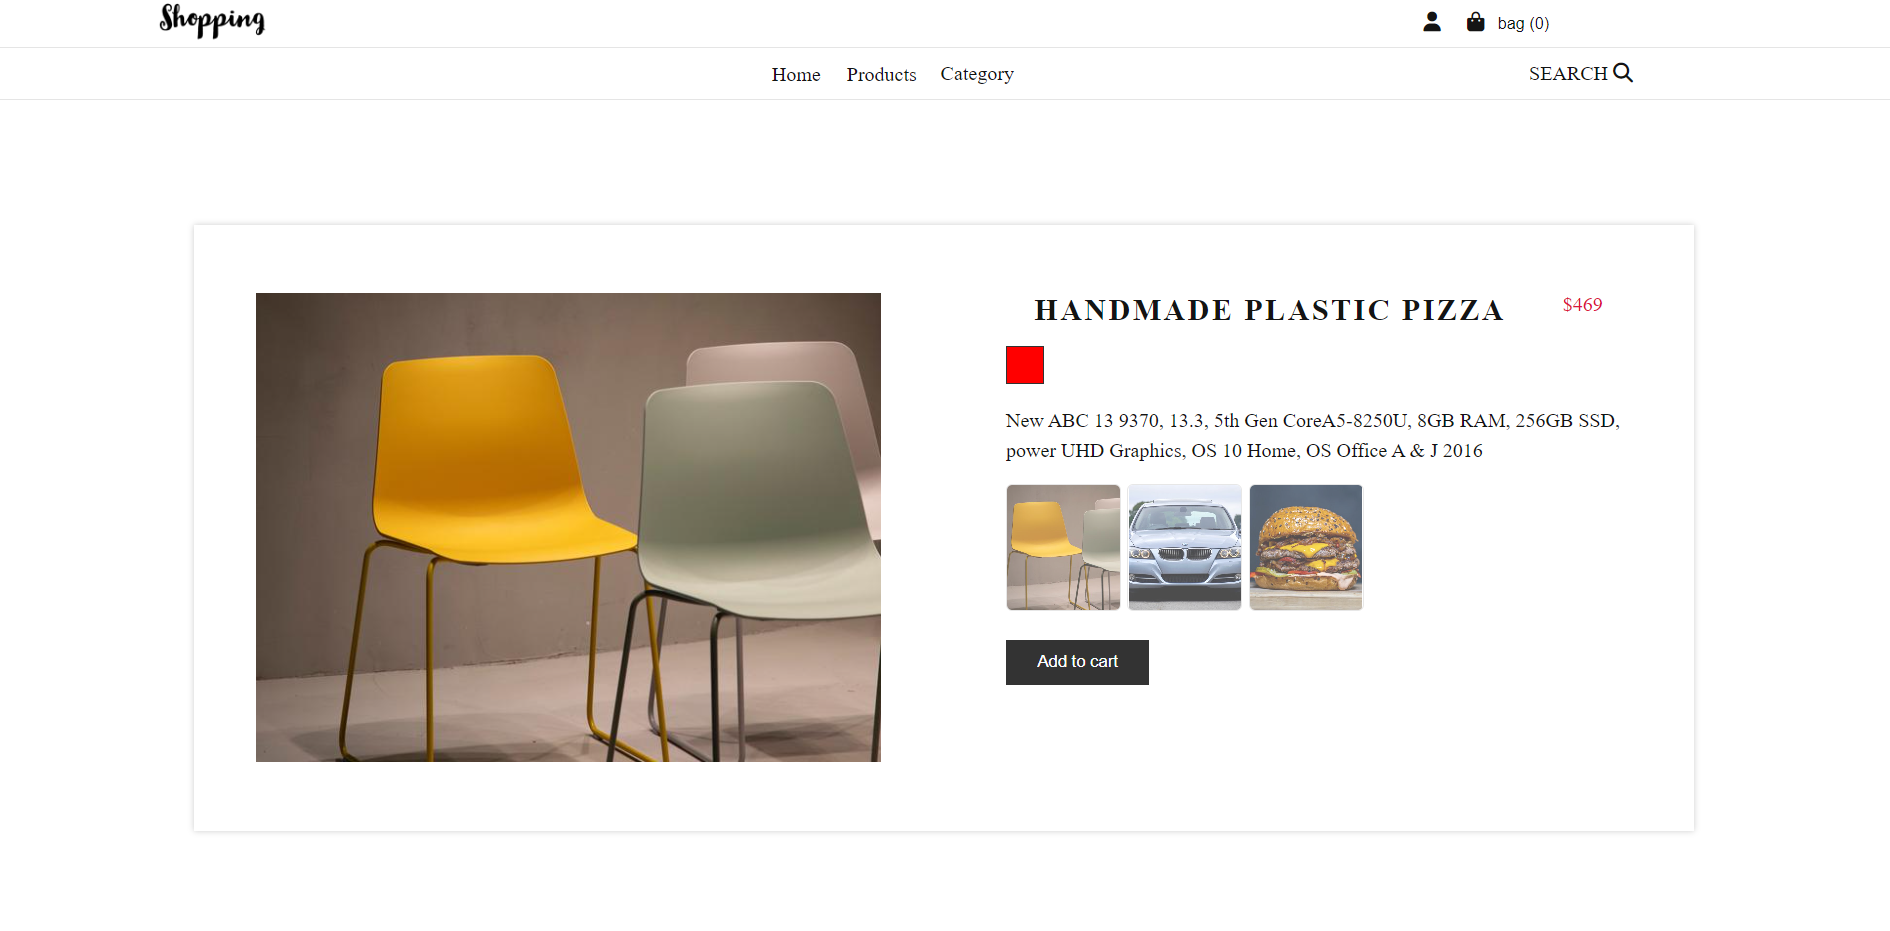 Shopping
bag (0)
Home Products Category
SEARCH
HANDMADE PLASTIC PIZZA
$469
New ABC 13 9370, 13.3, 5th Gen CoreA5-8250U, 8GB RAM, 256GB SSD,
power UHD Graphics, OS 10 Home, OS Office A & J 2016
Add to cart